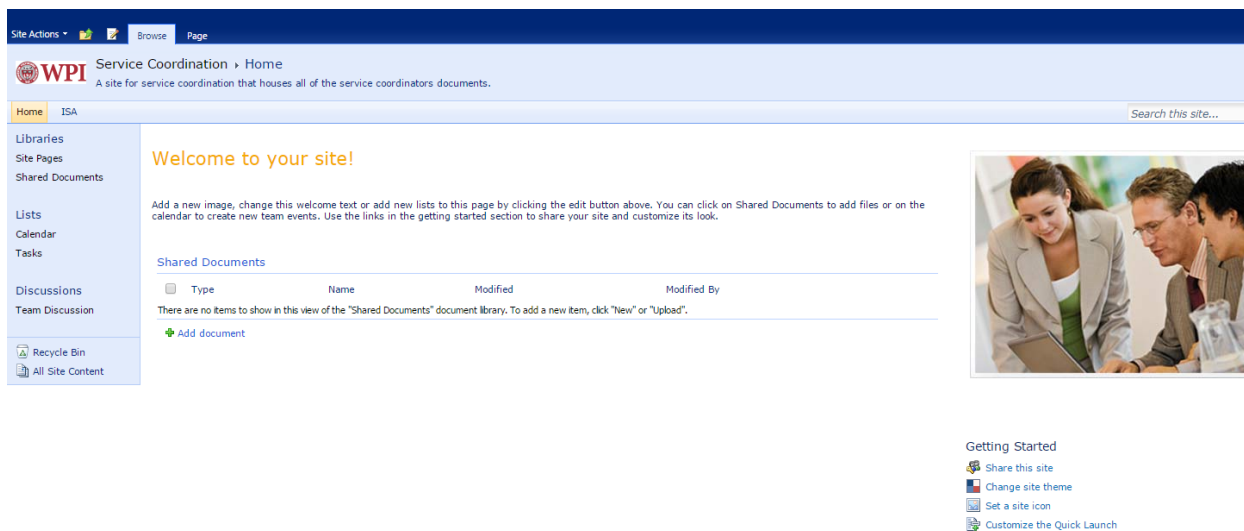 Site Actions
Browse
Page
WPI
Service Coordination › Home
A site for service coordination that houses all of the service coordinators documents.
Home
ISA
Search this site...
Libraries
Site Pages
Shared Documents
Lists
Calendar
Tasks
Discussions
Team Discussion
Recycle Bin
All Site Content
Welcome to your site!
Add a new image, change this welcome text or add new lists to this page by clicking the edit button above. You can click on Shared Documents to add files or on the
calendar to create new team events. Use the links in the getting started section to share your site and customize its look.
Shared Documents
Type Name Modified Modified By
There are no items to show in this view of the "Shared Documents" document library. To add a new item, click "New" or "Upload".
Add document
Getting Started
Share this site
Change site theme
Set a site icon
Customize the Quick Launch